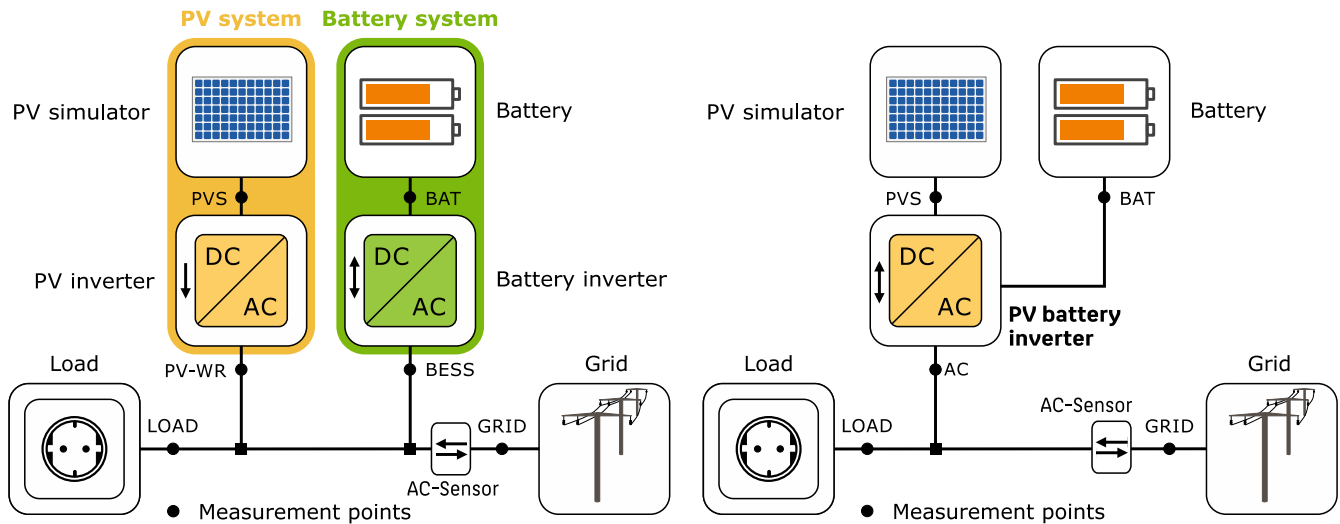 PV system
Battery system
PV simulator
Battery
PVS
BAT
PV inverter
DC
AC
DC
AC
Battery inverter
Load
PV-WR
BESS
Grid
LOAD
GRID
AC-Sensor
Measurement points
PV simulator
Battery
PVS
BAT
DC
AC
PV battery
inverter
Load
AC
Grid
AC-Sensor
LOAD
GRID
Measurement points